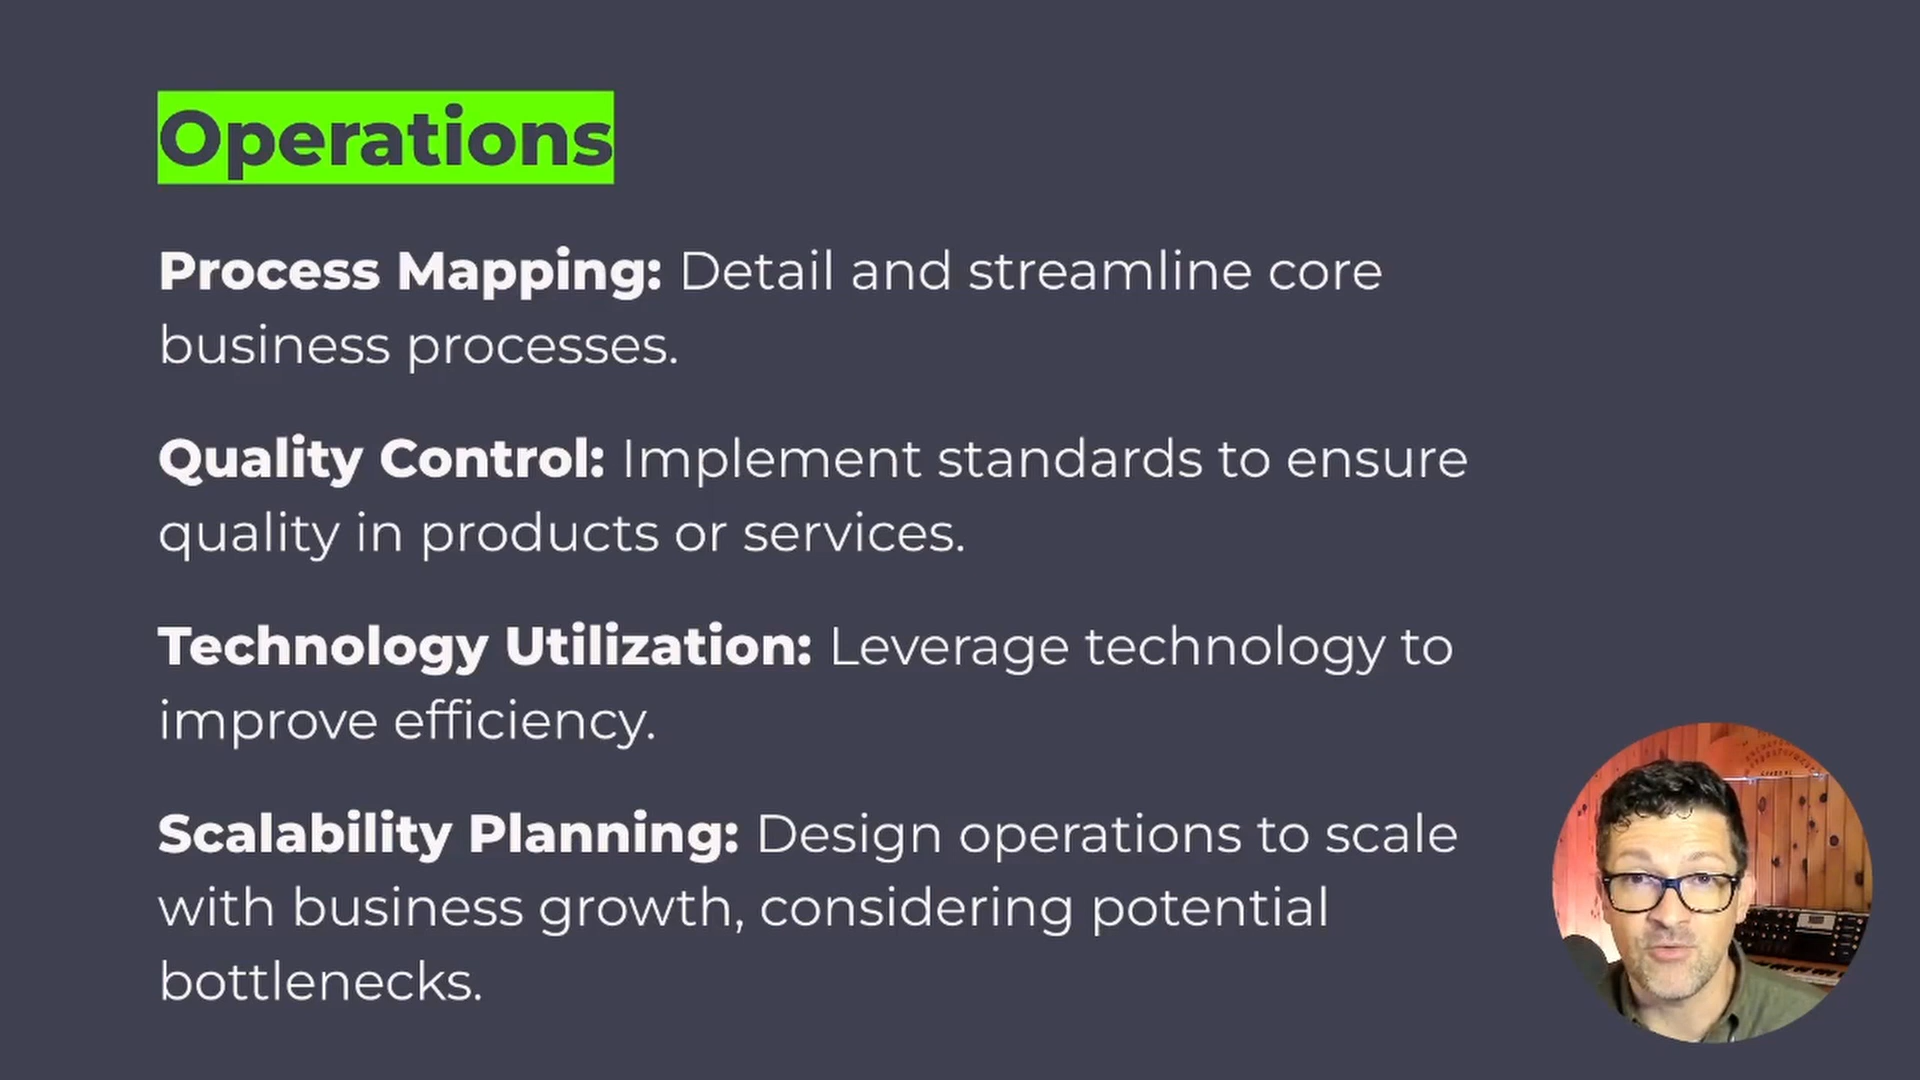 Operations
Process Mapping: Detail and streamline core
business processes.
Quality Control: Implement standards to ensure
quality in products or services.
Technology Utilization: Leverage technology to
improve efficiency.
Scalability Planning: Design operations to scale
with business growth, considering potential
bottlenecks.